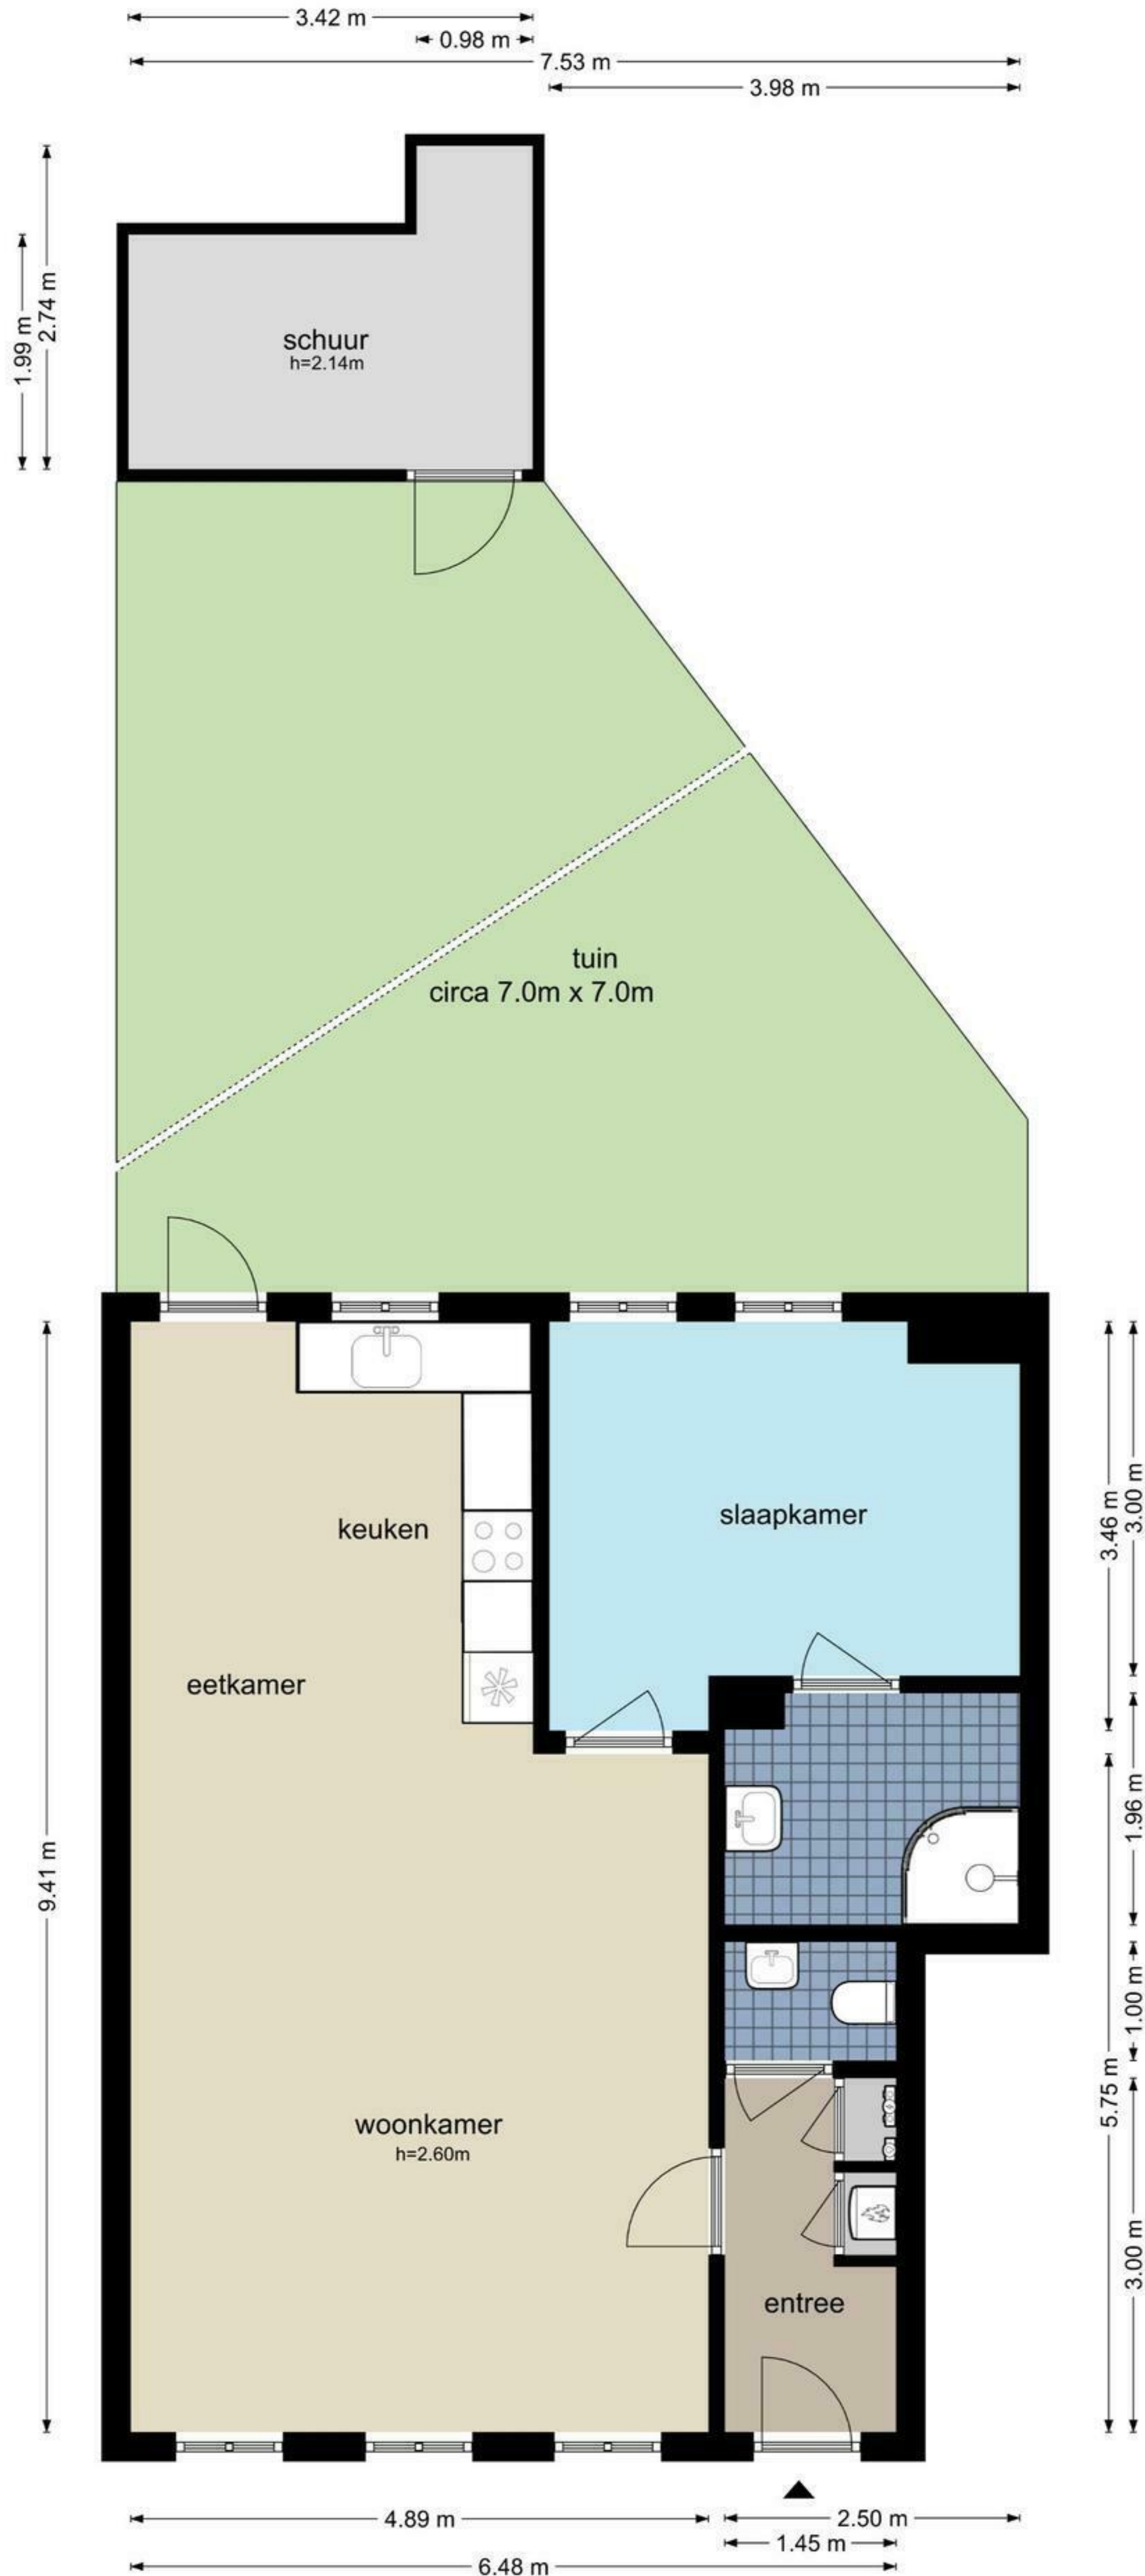 3.42 m
0.98 m
7.53 m
3.98 m
1.99 m
2.74 m
schuur
h=2.14m
tuin
circa 7.0m x 7.0m
keuken
slaapkamer
3.46 m
3.00 m
eetkamer
9.41 m
1.96 m
1.00 m
5.75 m
woonkamer
h=2.60m
3.00 m
entree
4.89 m
2.50 m
1.45 m
6.48 m